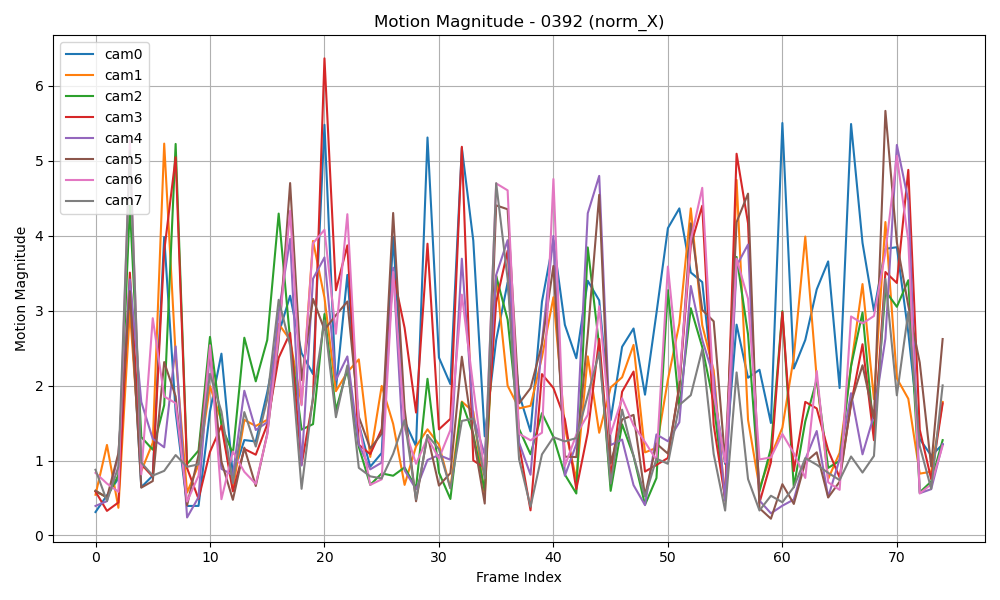 Motion Magnitude - 0392 (norm_X)
cam0
cam1
cam2
cam3
cam4
cam5
cam6
cam7
Motion Magnitude
6
5
4
3
2
1
0
0 10 20 30 40 50 60 70
Frame Index